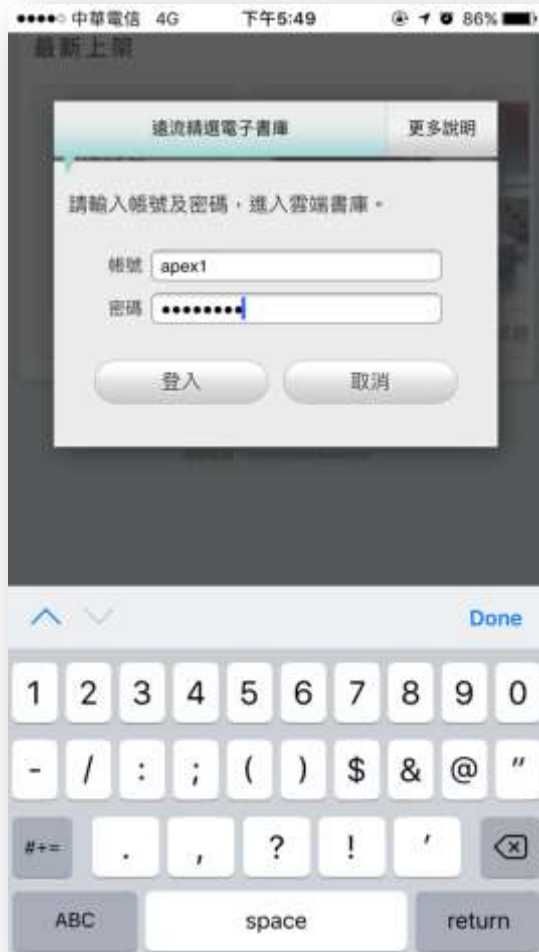 中華電信 4G 下午5:49 86%
最新上架
遠流精選電子書庫 更多說明
請輸入帳號及密碼，進入雲端書庫。
帳號 apex1
密碼 ••••••••
登入 取消
Done
1 2 3 4 5 6 7 8 9 0
- / : ; ( ) $ & @ "
#+= . , ? ! '
ABC space return